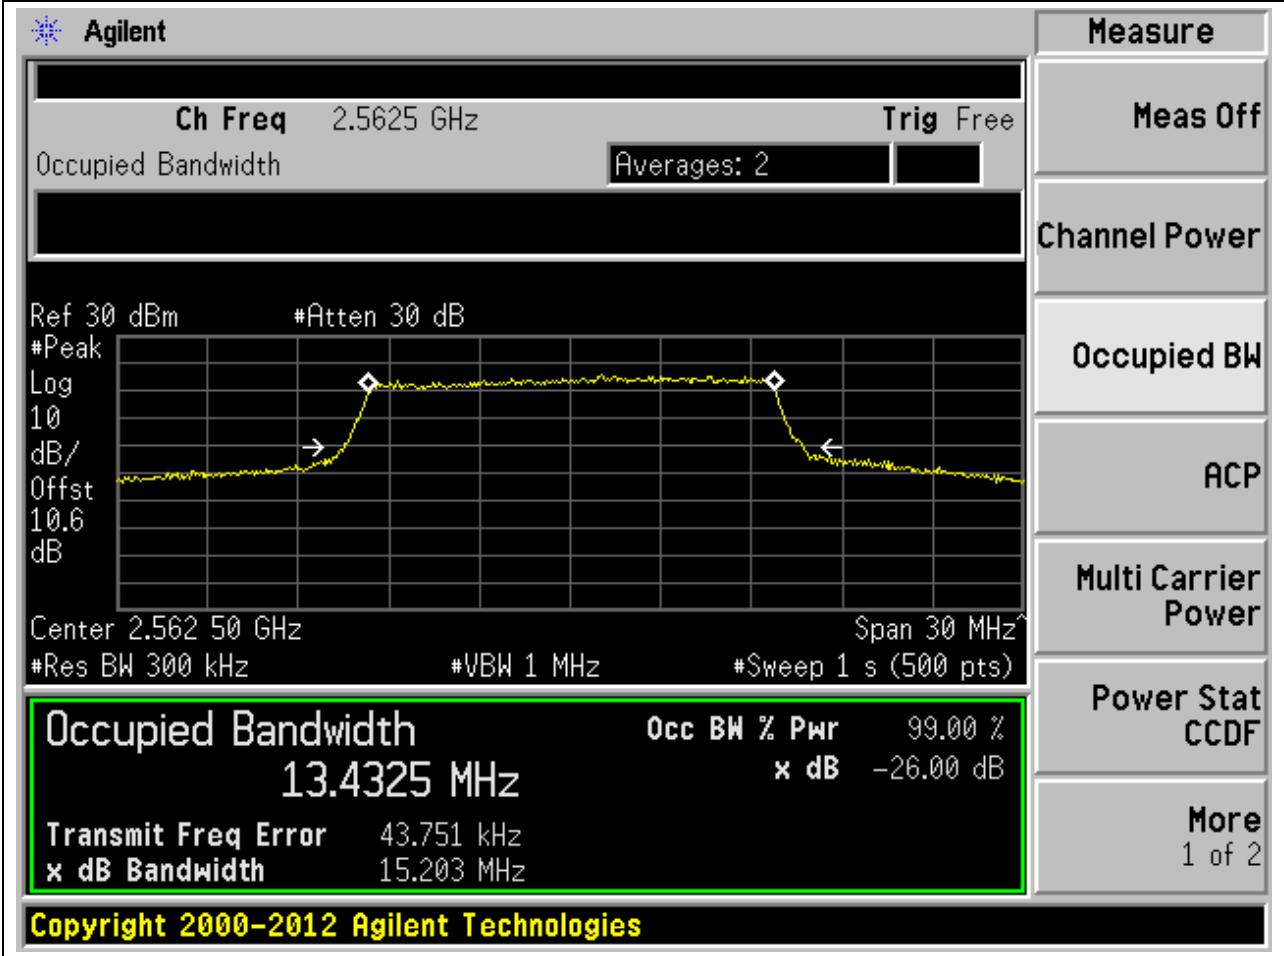 Agilent
Measure
Ch Freq 2.5625 GHz Trig Free
Occupied Bandwidth Averages: 2
Meas Off
Channel Power
Occupied BW
ACP
Multi Carrier
Power
Power Stat
CCDF
More
1 of 2
Ref 30 dBm #Atten 30 dB
#Peak
Log
10
dB/
Offst
10.6
dB
Center 2.562 50 GHz Span 30 MHz^
#Res BW 300 kHz #VBW 1 MHz #Sweep 1 s (500 pts)
Occupied Bandwidth Occ BW % Pwr 99.00 %
13.4325 MHz x dB -26.00 dB
Transmit Freq Error 43.751 kHz
x dB Bandwidth 15.203 MHz
Copyright 2000-2012 Agilent Technologies